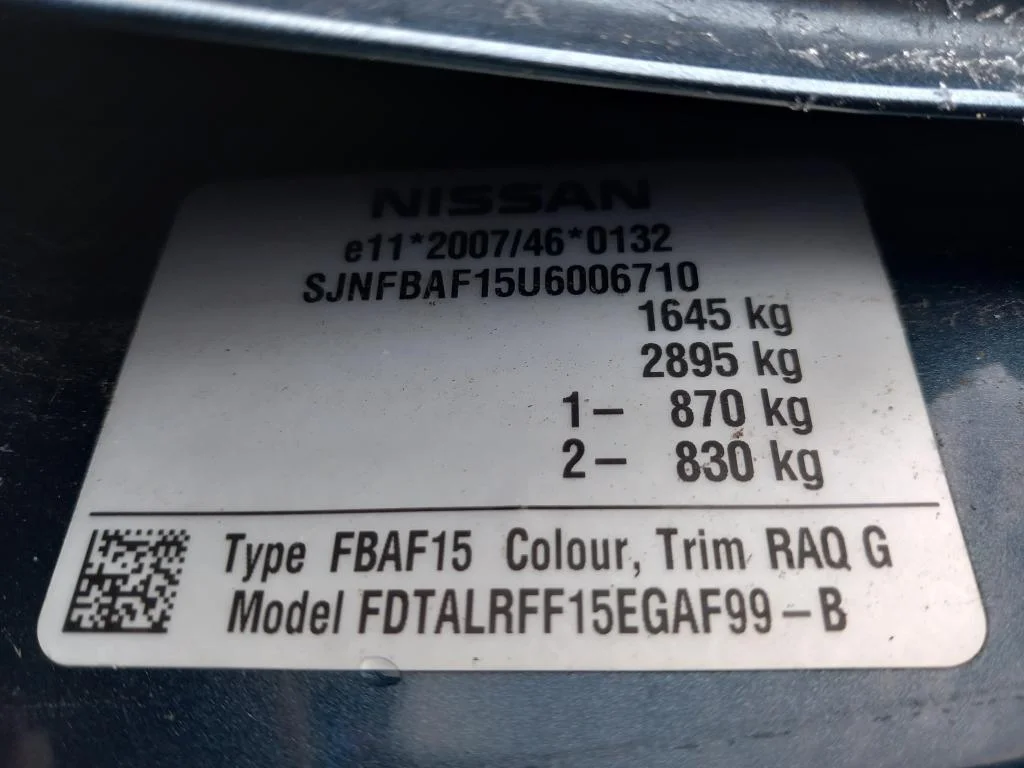 NISSAN
e11*2007/46*0132
SJNFBAF15U6006710
1645 kg
2895 kg
1- 870 kg
2- 830 kg
Type FBAF15 Colour, Trim RAQ G
Model FDTALRFF15EGAF99-B